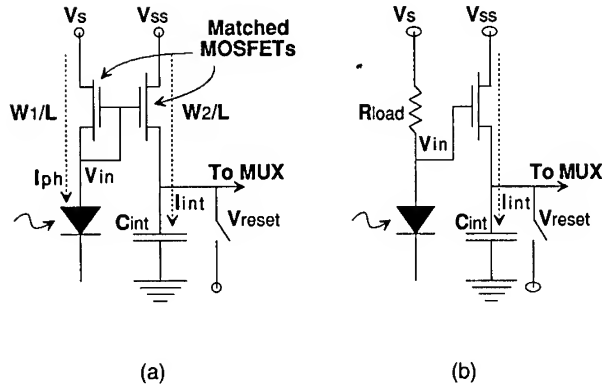 Vs
Vss
Matched
MOSFETs
W1/L
W2/L
Iph
Vin
To MUX
Iint
Cint
Vreset
(a)
Vs
Vss
Rload
Vin
To MUX
Iint
Cint
Vreset
(b)